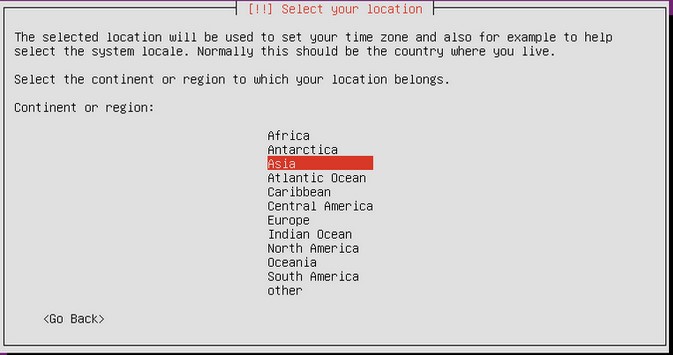 [!!] Select your location
The selected location will be used to set your time zone and also for example to help
select the system locale. Normally this should be the country where you live.
Select the continent or region to which your location belongs.
Continent or region:
Africa
Antarctica
Asia
Atlantic Ocean
Caribbean
Central America
Europe
Indian Ocean
North America
Oceania
South America
other
<Go Back>